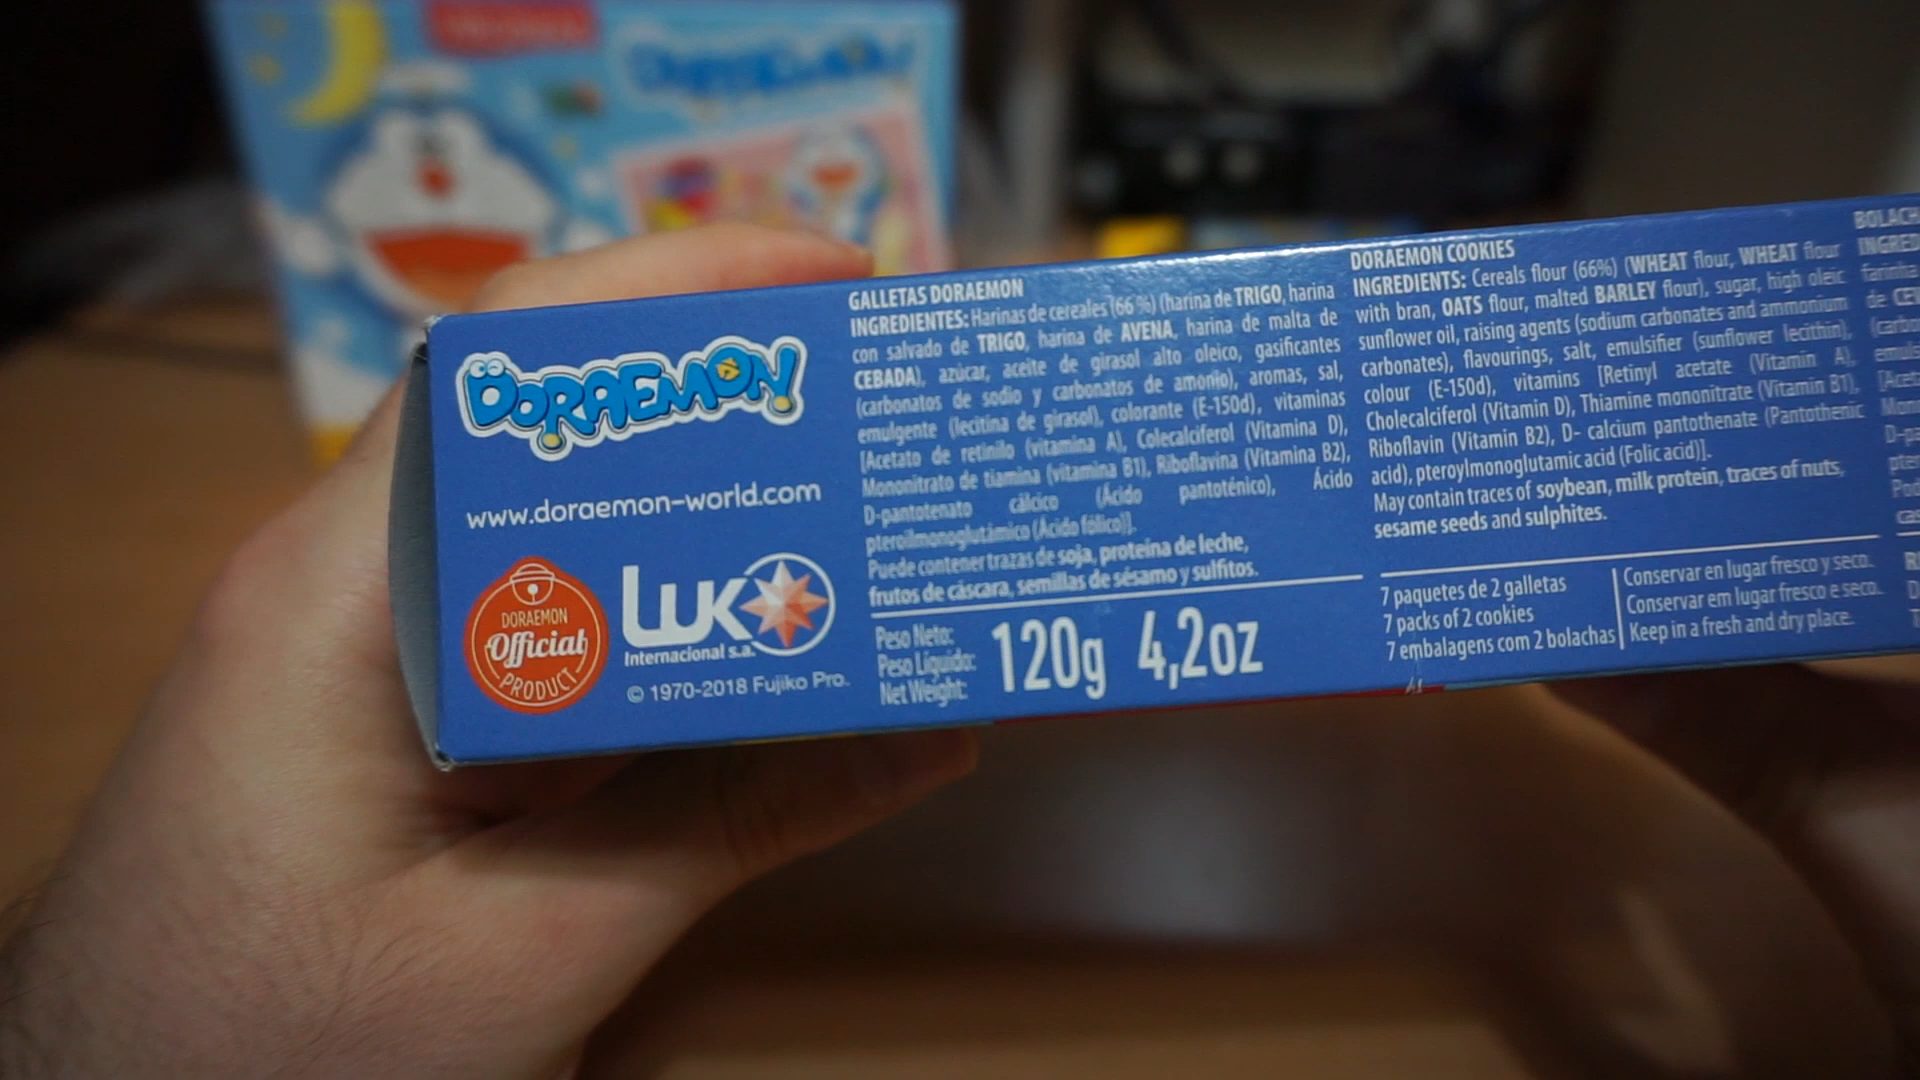 DORAEMON
www.doraemon-world.com
DORAEMON
Official
PRODUCT
LUK
Internacional s.a.
© 1970-2018 Fujiko Pro.
GALLETAS DORAEMON
INGREDIENTES: Harinas de cereales (66 %) (harina de TRIGO, harina
con salvado de TRIGO, harina de AVENA, harina de malta de
CEBADA), azúcar, aceite de girasol alto oleico, gasificantes
(carbonatos de sodio y carbonatos de amonio), aromas, sal,
emulgente (lecitina de girasol), colorante (E-150d), vitaminas
[Acetato de retinilo (vitamina A), Colecalciferol (Vitamina D),
Mononitrato de tiamina (vitamina B1), Riboflavina (Vitamina B2),
D-pantotenato cálcico (Ácido pantoténico), Ácido
pteroilmonoglutámico (Ácido fólico)].
Puede contener trazas de soja, proteína de leche,
frutos de cáscara, semillas de sésamo y sulfitos.
Peso Neto:
Peso Líquido:
Net Weight:
120g 4,2oz
DORAEMON COOKIES
INGREDIENTS: Cereals flour (66%) (WHEAT flour, WHEAT flour
with bran, OATS flour, malted BARLEY flour), sugar, high oleic
sunflower oil, raising agents (sodium carbonates and ammonium
carbonates), flavourings, salt, emulsifier (sunflower lecithin),
colour (E-150d), vitamins [Retinyl acetate (Vitamin A),
Cholecalciferol (Vitamin D), Thiamine mononitrate (Vitamin B1),
Riboflavin (Vitamin B2), D- calcium pantothenate (Pantothenic
acid), pteroylmonoglutamic acid (Folic acid)].
May contain traces of soybean, milk protein, traces of nuts,
sesame seeds and sulphites.
7 paquetes de 2 galletas
7 packs of 2 cookies
7 embalagens com 2 bolachas
Conservar en lugar fresco y seco.
Conservar em lugar fresco e seco.
Keep in a fresh and dry place.
farinha
de